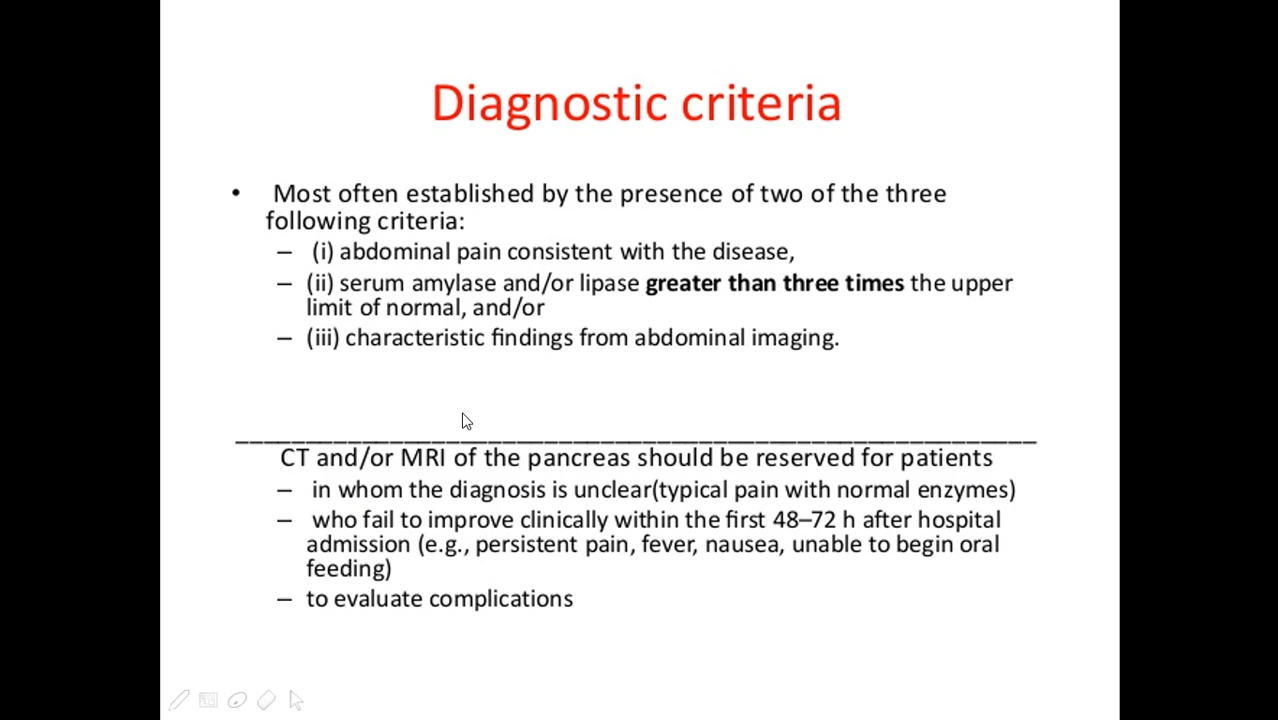 Diagnostic criteria
• Most often established by the presence of two of the three
following criteria:
– (i) abdominal pain consistent with the disease,
– (ii) serum amylase and/or lipase greater than three times the upper
limit of normal, and/or
– (iii) characteristic findings from abdominal imaging.
___________________________________________________________
CT and/or MRI of the pancreas should be reserved for patients
– in whom the diagnosis is unclear(typical pain with normal enzymes)
– who fail to improve clinically within the first 48–72 h after hospital
admission (e.g., persistent pain, fever, nausea, unable to begin oral
feeding)
– to evaluate complications